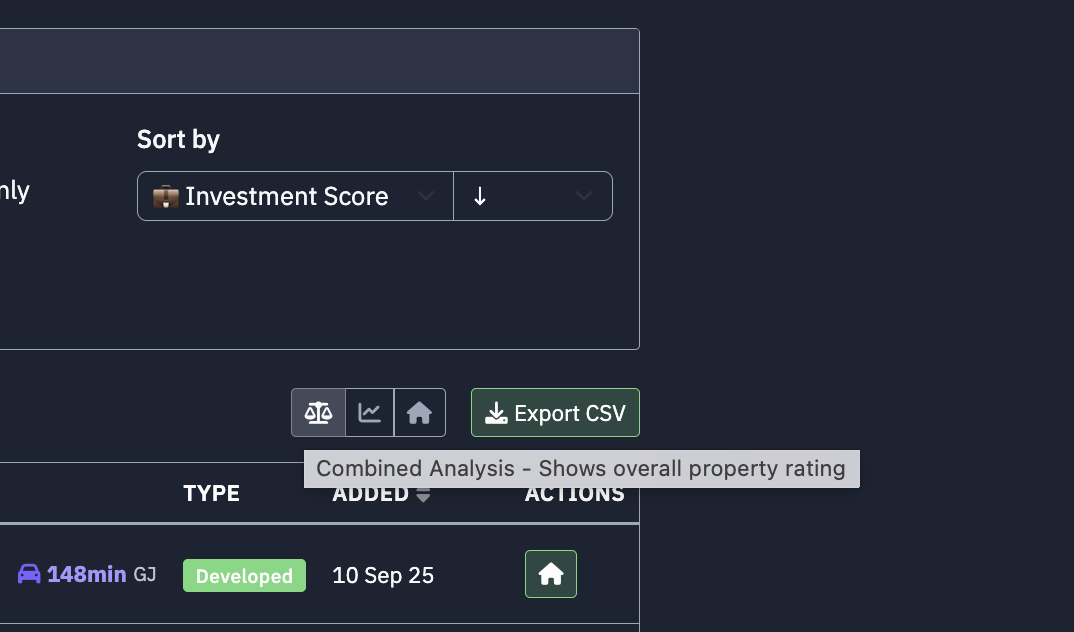 Sort by
nly
Investment Score ↓
Export CSV
Combined Analysis - Shows overall property rating
TYPE ADDED ACTIONS
148min GJ Developed 10 Sep 25